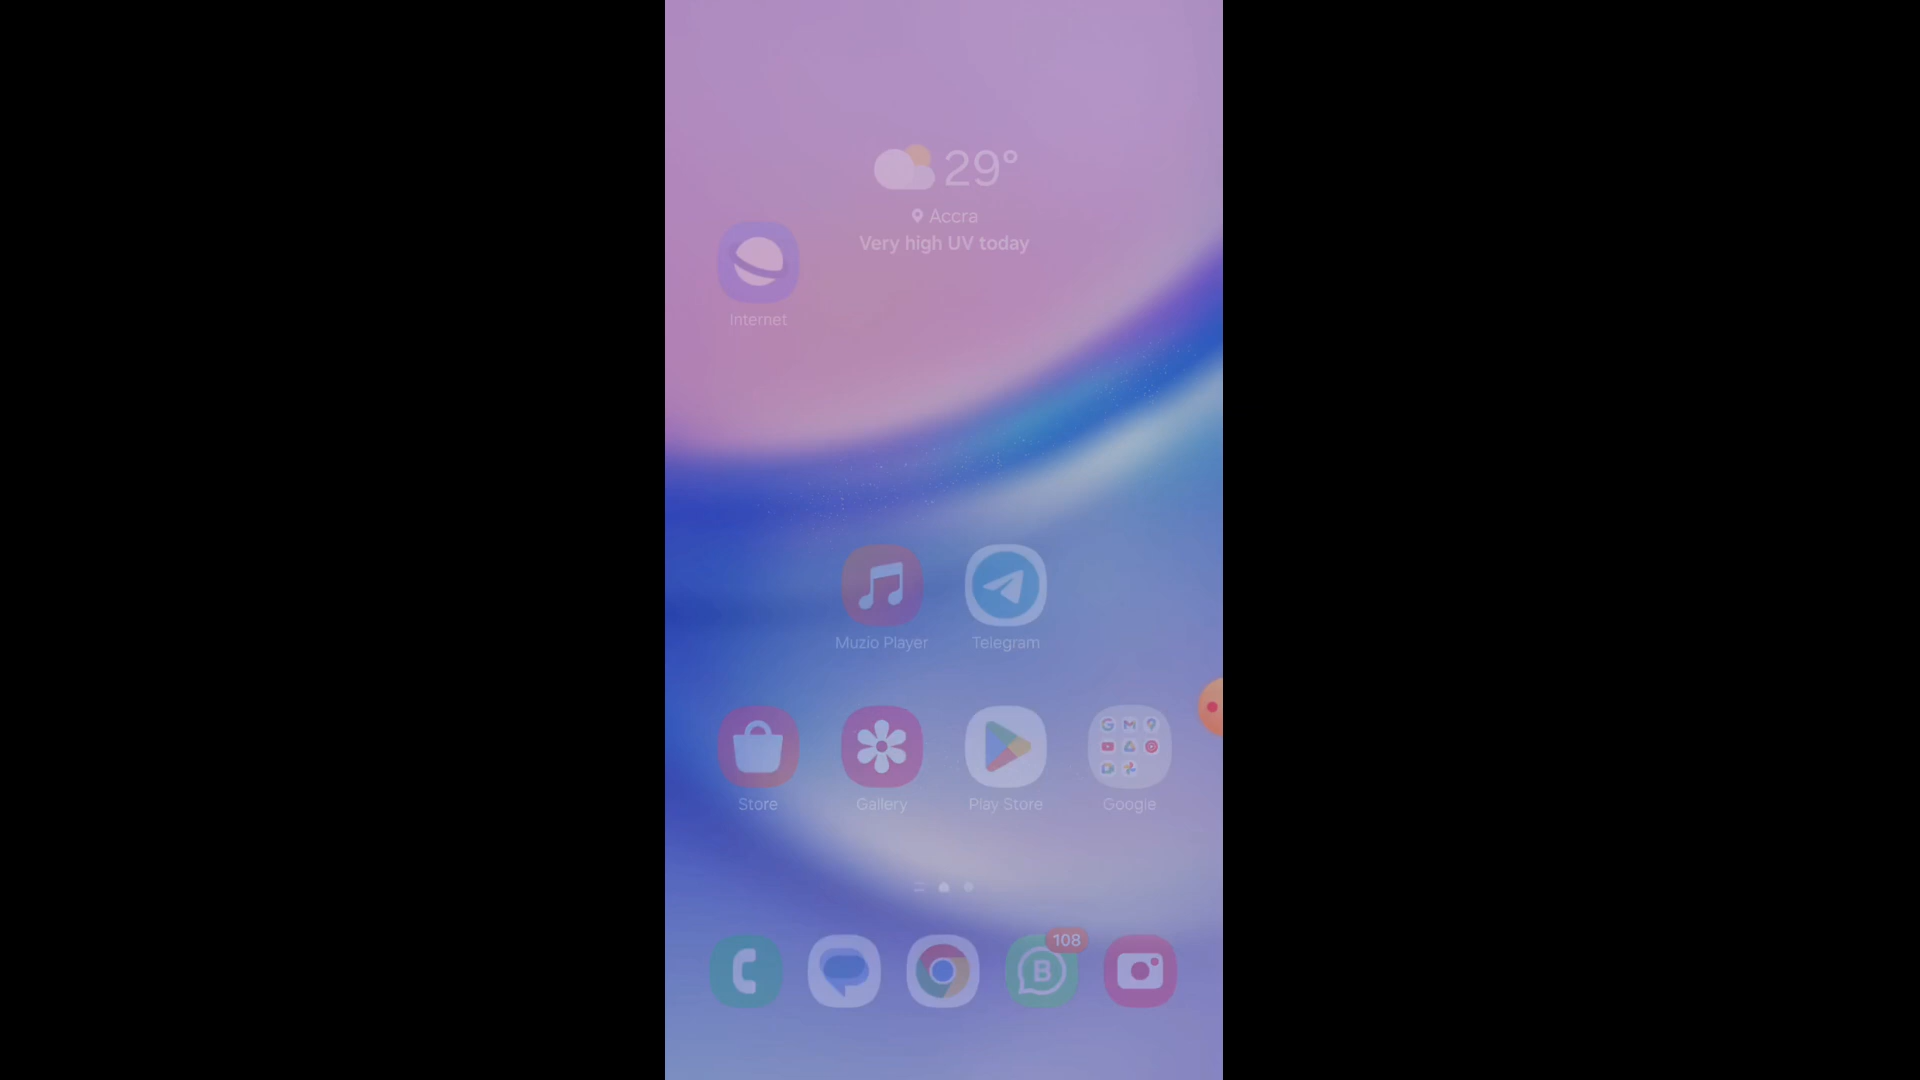 29°
Accra
Very high UV today
Internet
Muzio Player
Telegram
Store
Gallery
Play Store
Google
108
B